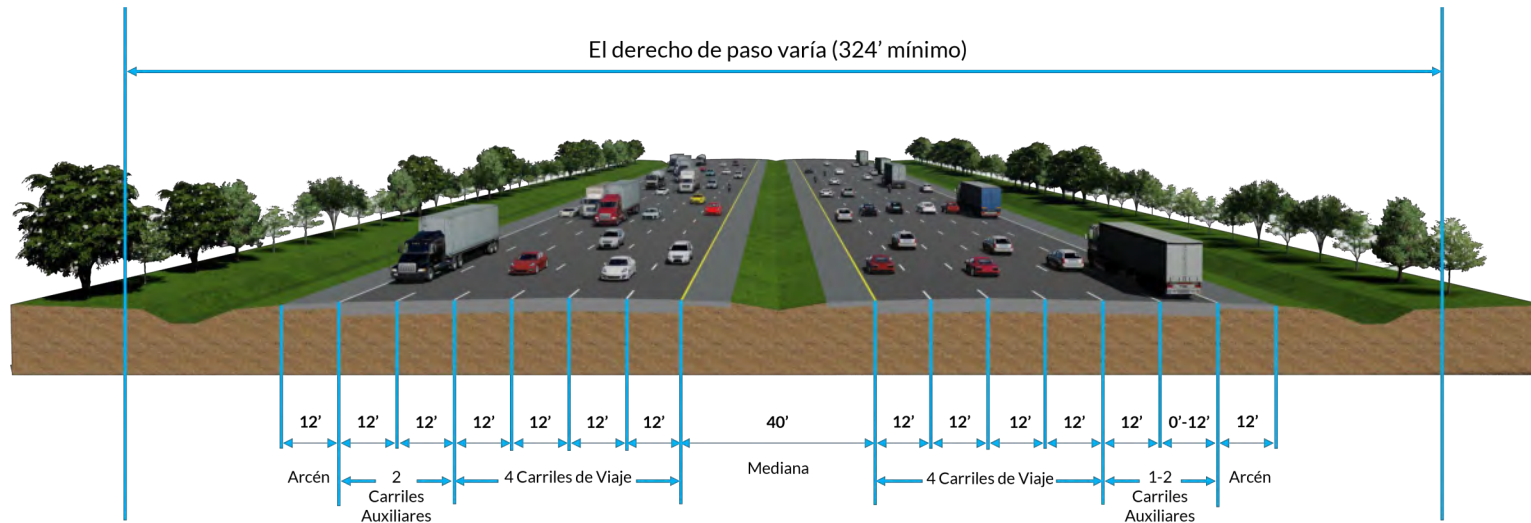 El derecho de paso varía (324’ mínimo)
12’ 12’ 12’ 12’ 12’ 12’ 12’ 40’ 12’ 12’ 12’ 12’ 12’ 0’-12’ 12’
Arcén
2
Carriles
Auxiliares
4 Carriles de Viaje
Mediana
4 Carriles de Viaje
1-2
Carriles
Auxiliares
Arcén